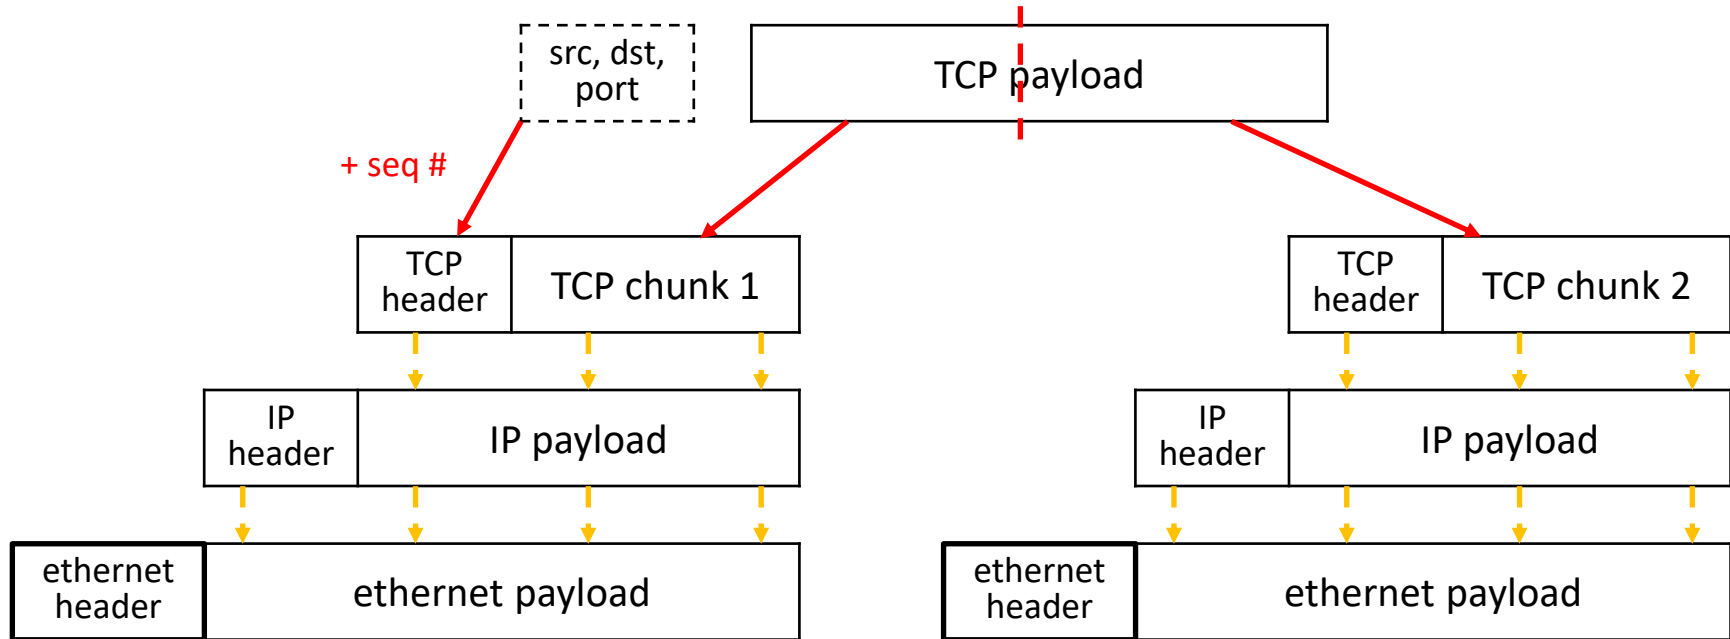 src, dst,
port
TCP payload
+ seq #
TCP
header
TCP chunk 1
TCP
header
TCP chunk 2
IP
header
IP payload
IP
header
IP payload
ethernet
header
ethernet payload
ethernet
header
ethernet payload